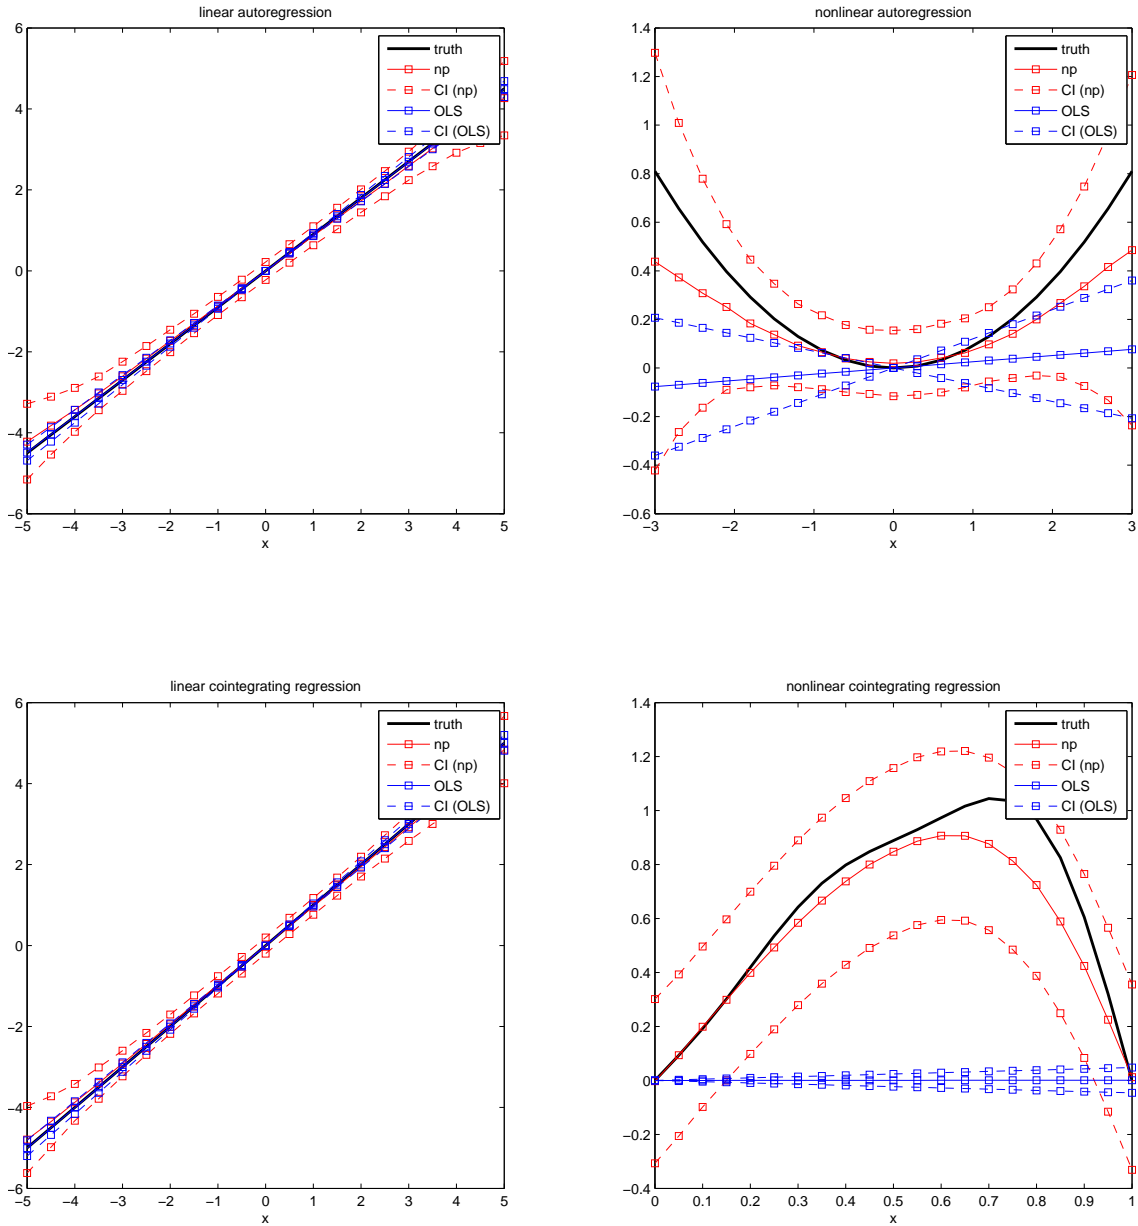 linear autoregression
6
4
2
0
−2
−4
−6
−5 −4 −3 −2 −1 0 1 2 3 4 5
x
truth
np
CI (np)
OLS
CI (OLS)
nonlinear autoregression
1.4
1.2
1
0.8
0.6
0.4
0.2
0
−0.2
−0.4
−0.6
−3 −2 −1 0 1 2 3
x
truth
np
CI (np)
OLS
CI (OLS)
linear cointegrating regression
6
4
2
0
−2
−4
−6
−5 −4 −3 −2 −1 0 1 2 3 4 5
x
truth
np
CI (np)
OLS
CI (OLS)
nonlinear cointegrating regression
1.4
1.2
1
0.8
0.6
0.4
0.2
0
−0.2
−0.4
0 0.1 0.2 0.3 0.4 0.5 0.6 0.7 0.8 0.9 1
x
truth
np
CI (np)
OLS
CI (OLS)